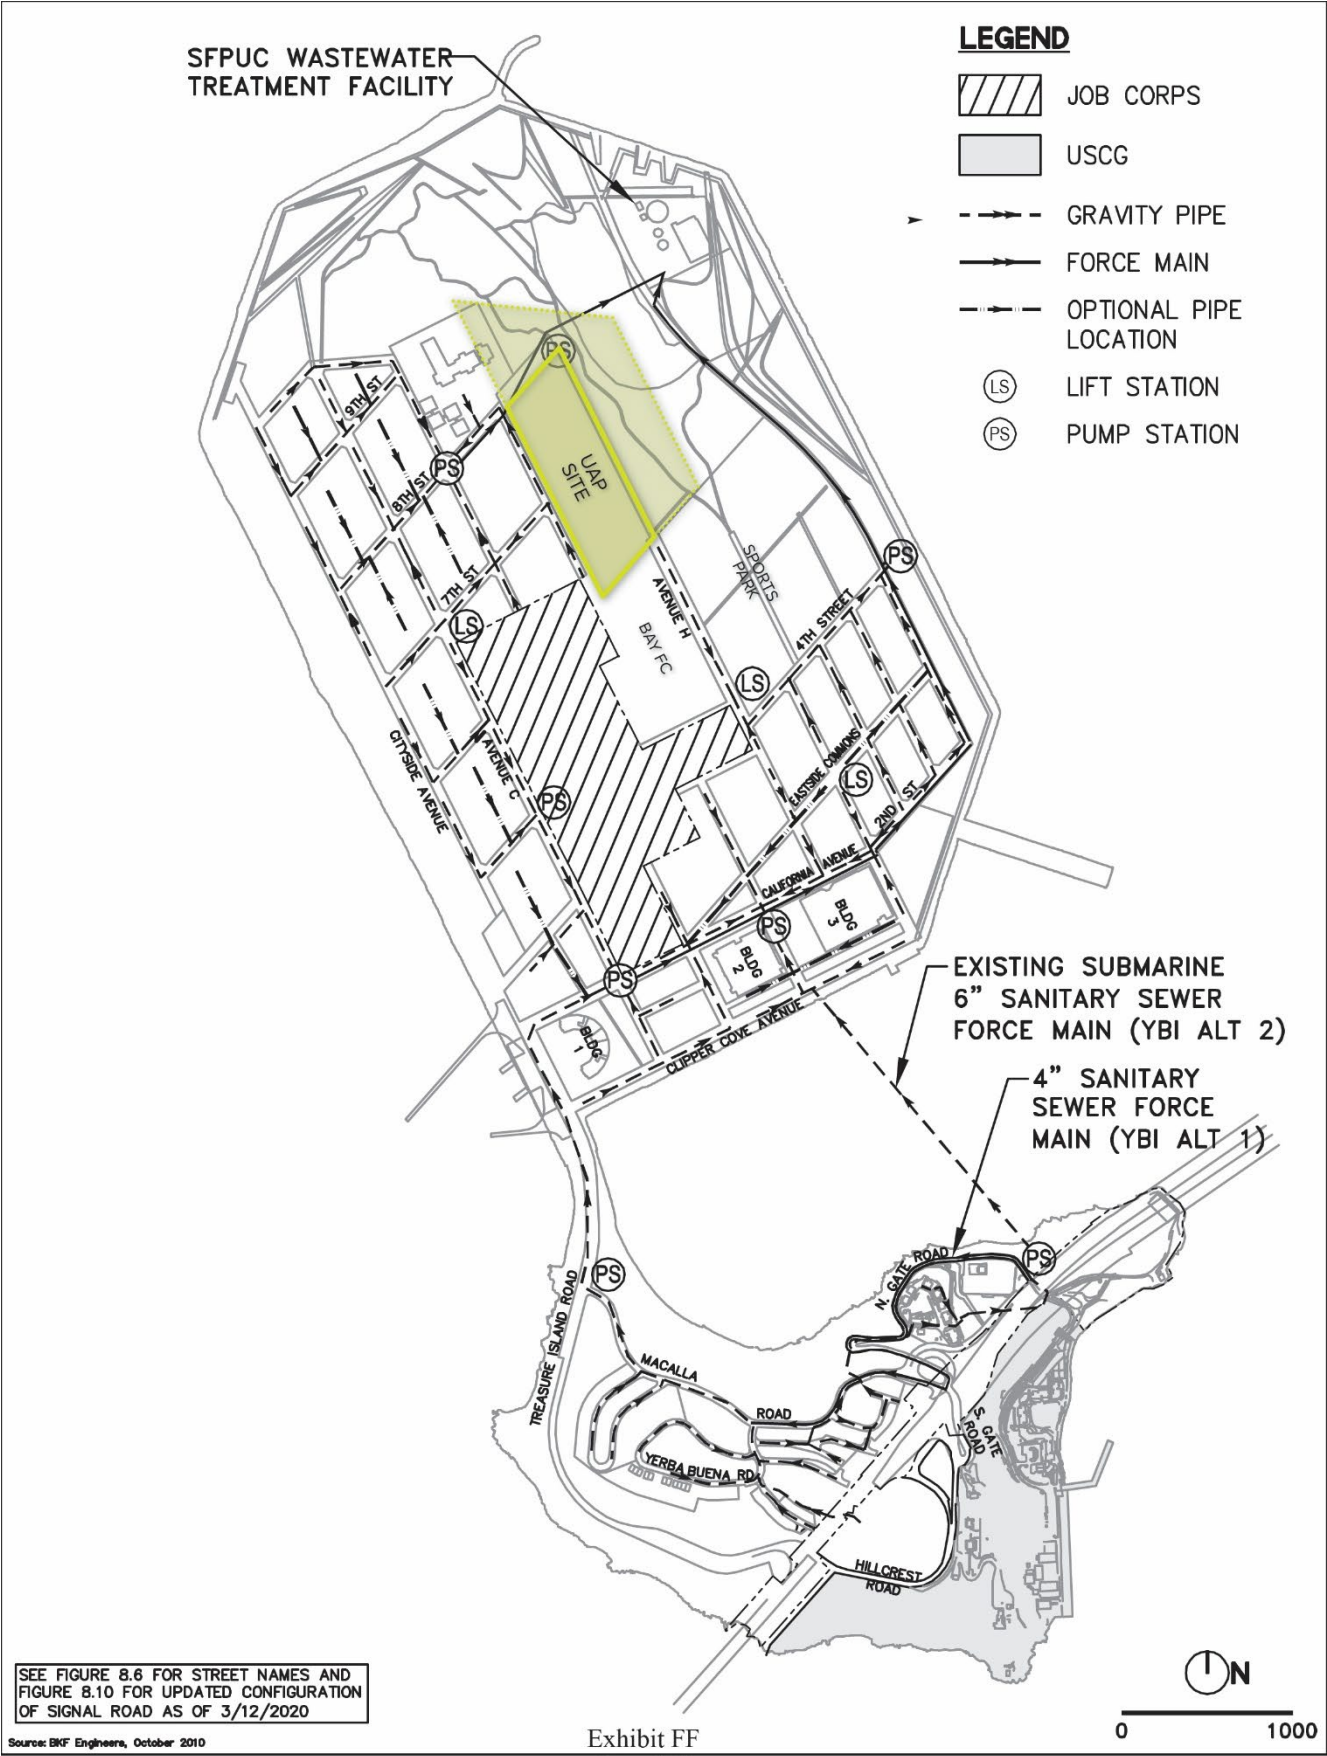 SFPUC WASTEWATER
TREATMENT FACILITY
LEGEND
JOB CORPS
USCG
GRAVITY PIPE
FORCE MAIN
OPTIONAL PIPE
LOCATION
LS
LIFT STATION
PS
PUMP STATION
PS
9TH ST
PS
8TH ST
UAP
SITE
7TH ST
LS
PS
SPORTS
PARK
AVENUE H
BAY FC
4TH STREET
LS
CITYSIDE AVENUE
AVENUE C
PS
EASTSIDE COMMONS
LS
2ND ST
CALIFORNIA AVENUE
PS
BLDG
3
BLDG
2
PS
BLDG
1
CLIPPER COVE AVENUE
EXISTING SUBMARINE
6" SANITARY SEWER
FORCE MAIN (YBI ALT 2)
4" SANITARY
SEWER FORCE
MAIN (YBI ALT 1)
PS
PS
N. GATE ROAD
TREASURE ISLAND ROAD
MACALLA
ROAD
S. GATE
ROAD
YERBA BUENA RD
HILLCREST
ROAD
SEE FIGURE 8.6 FOR STREET NAMES AND
FIGURE 8.10 FOR UPDATED CONFIGURATION
OF SIGNAL ROAD AS OF 3/12/2020
N
0 1000
Source: BKF Engineers, October 2010
Exhibit FF